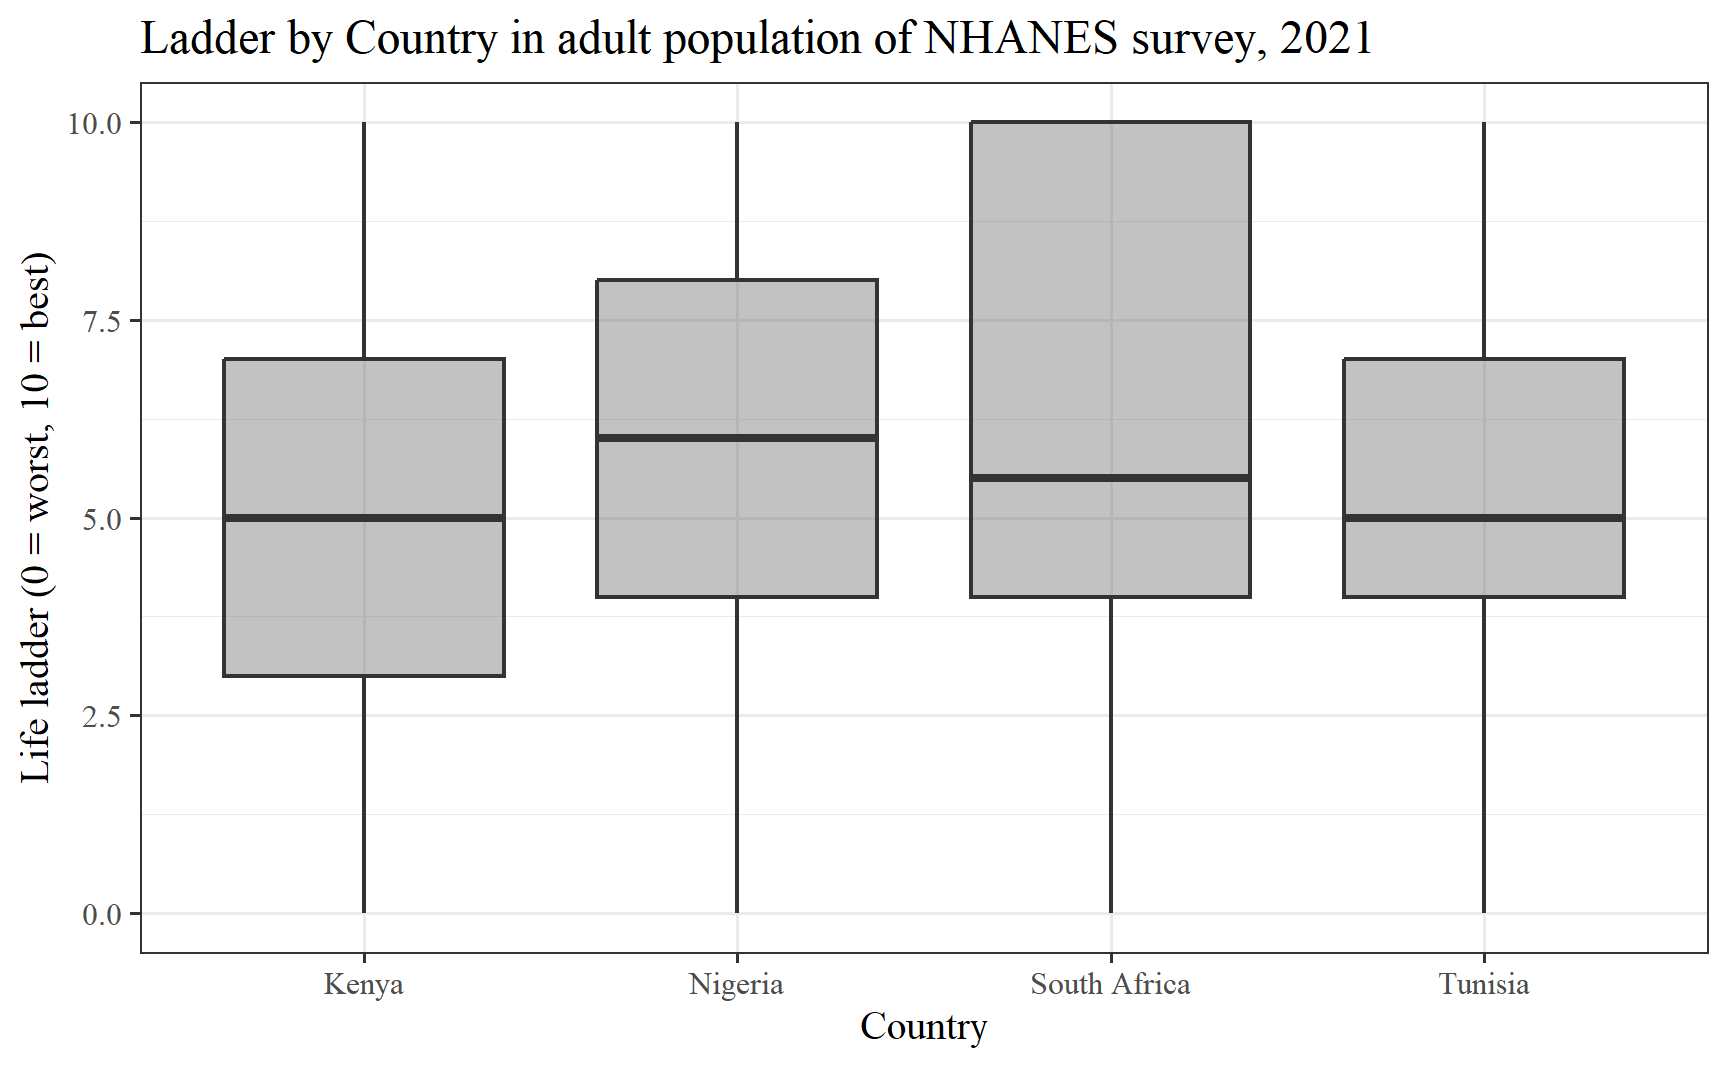 Ladder by Country in adult population of NHANES survey, 2021
Life ladder (0 = worst, 10 = best)
10.0
7.5
5.0
2.5
0.0
Kenya
Nigeria
South Africa
Tunisia
Country